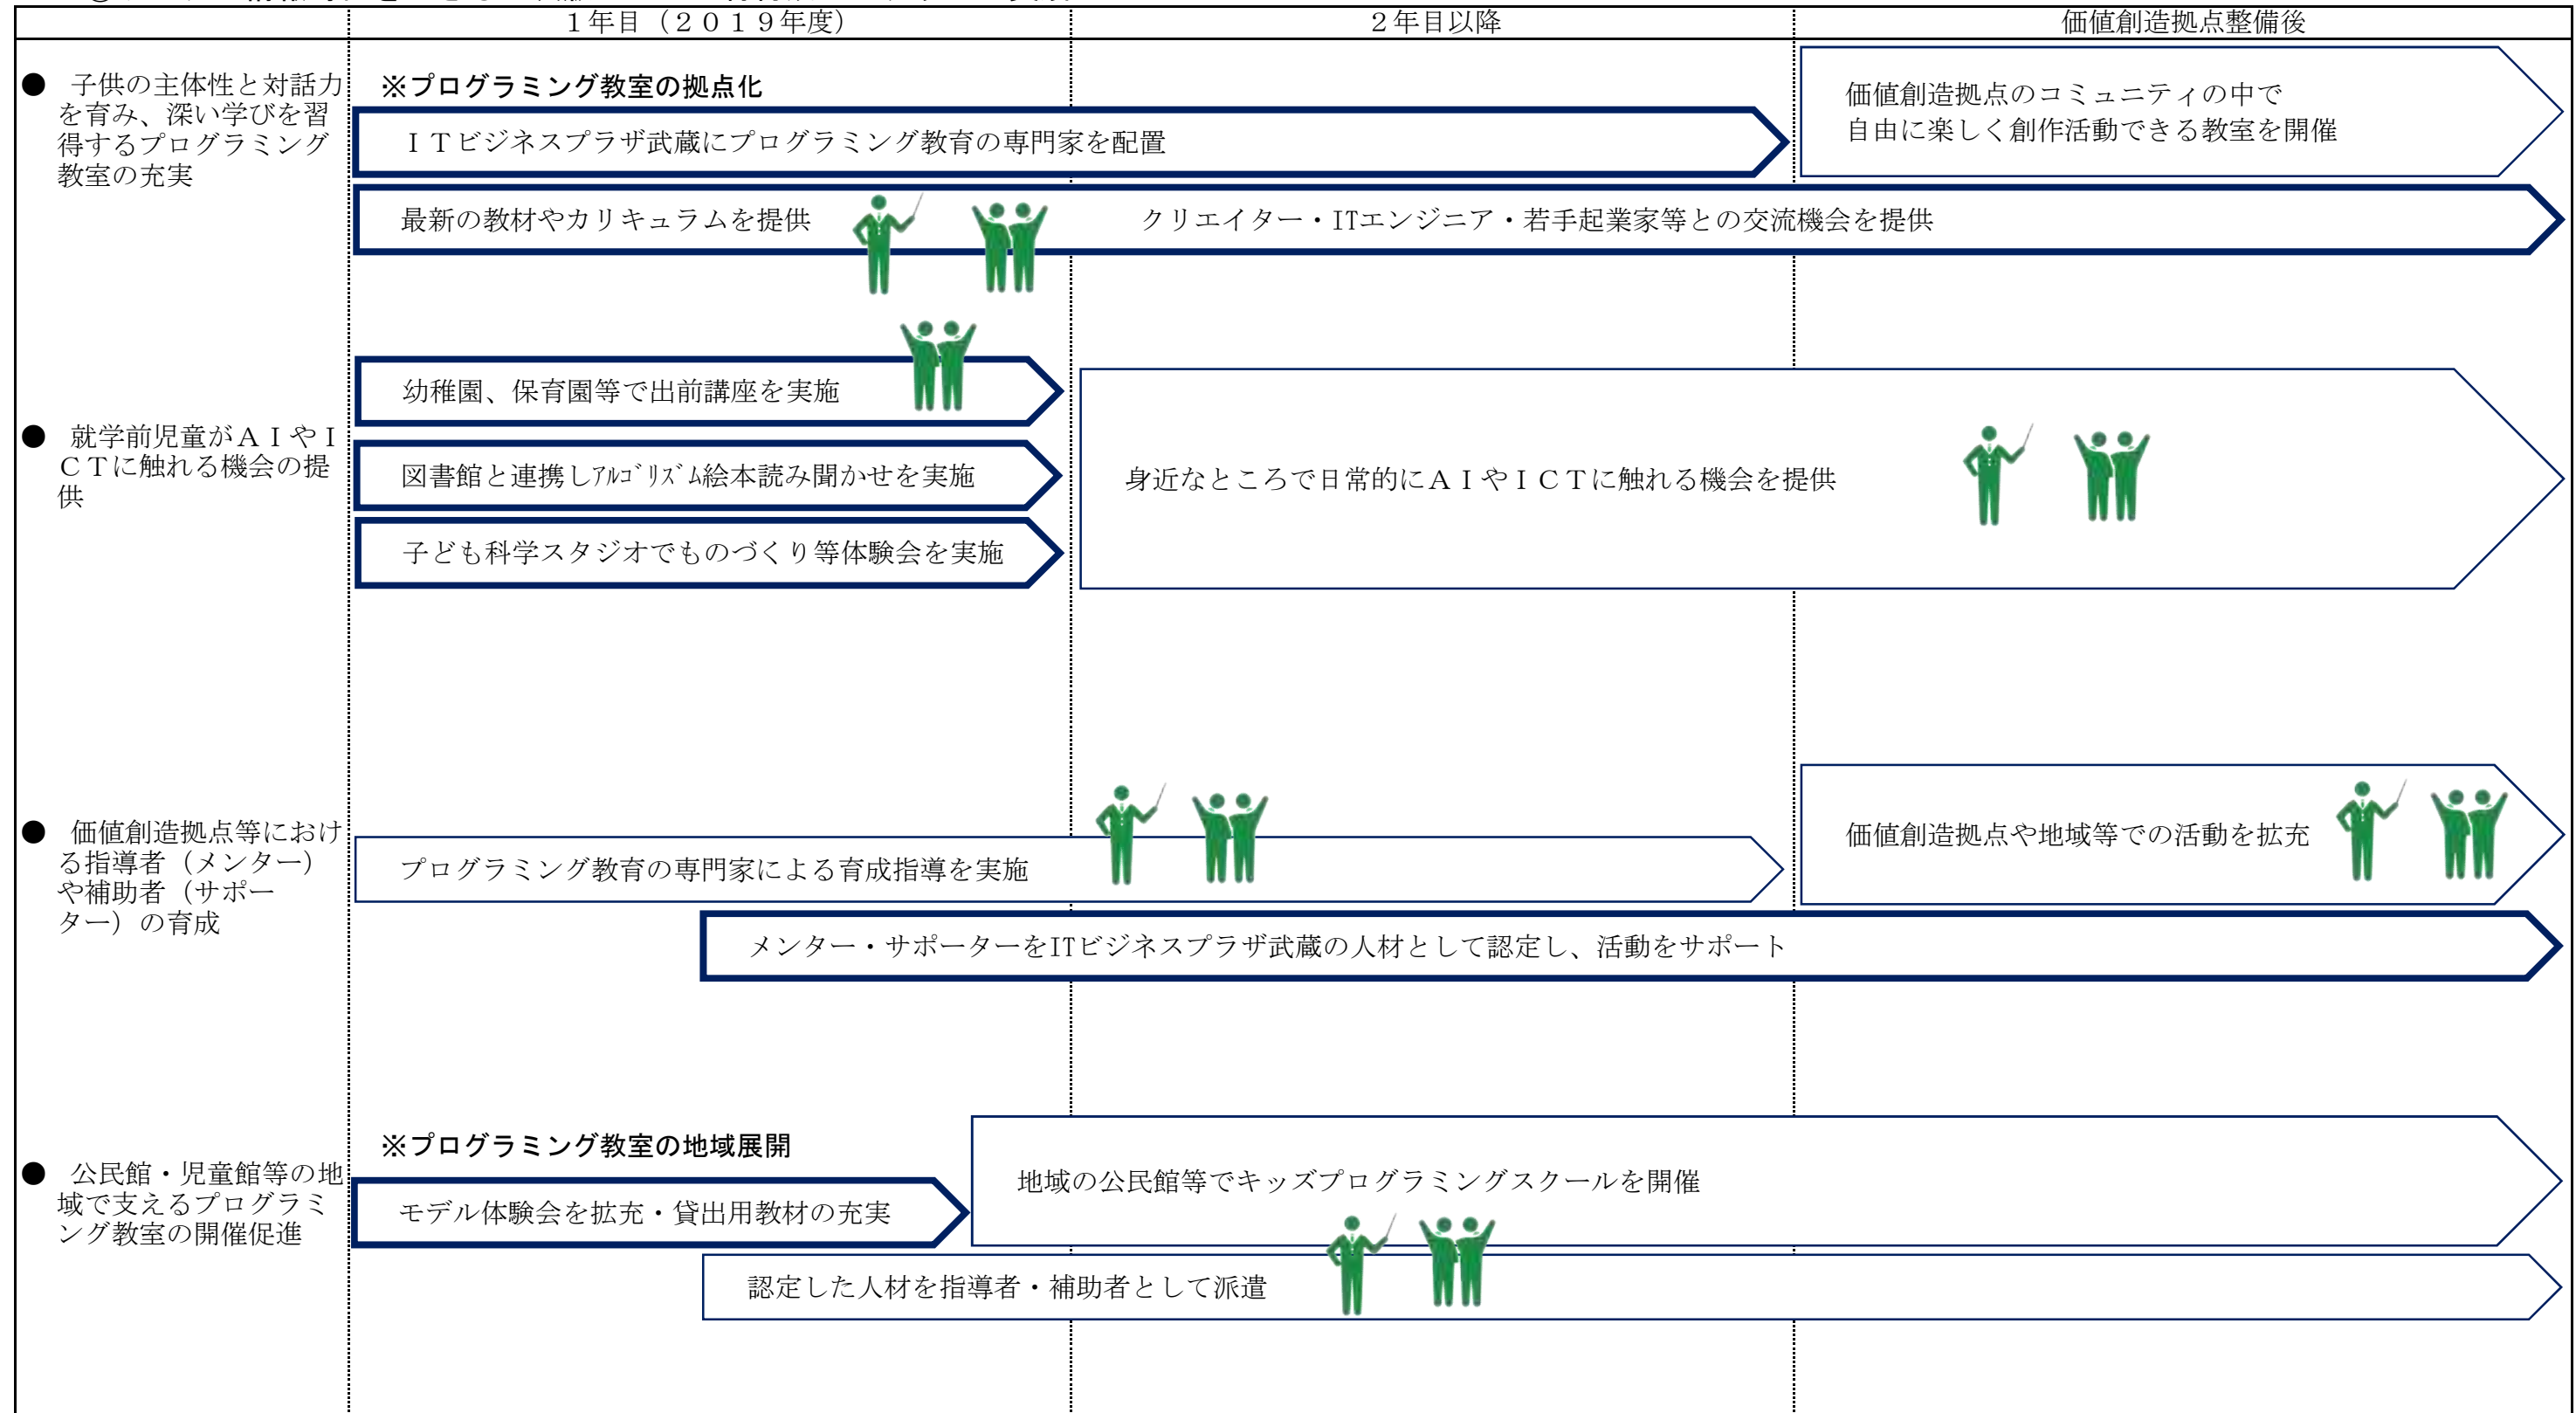 １年目（２０１９年度）
２年目以降
価値創造拠点整備後
●　子供の主体性と対話力
を育み、深い学びを習
得するプログラミング
教室の充実
※プログラミング教室の拠点化
ＩＴビジネスプラザ武蔵にプログラミング教育の専門家を配置
価値創造拠点のコミュニティの中で
自由に楽しく創作活動できる教室を開催
最新の教材やカリキュラムを提供
クリエイター・ITエンジニア・若手起業家等との交流機会を提供
●　就学前児童がＡＩやＩ
ＣＴに触れる機会の提
供
幼稚園、保育園等で出前講座を実施
図書館と連携しｱﾙｺﾞﾘｽﾞﾑ絵本読み聞かせを実施
子ども科学スタジオでものづくり等体験会を実施
身近なところで日常的にＡＩやＩＣＴに触れる機会を提供
●　価値創造拠点等におけ
る指導者（メンター）
や補助者（サポー
ター）の育成
プログラミング教育の専門家による育成指導を実施
価値創造拠点や地域等での活動を拡充
メンター・サポーターをITビジネスプラザ武蔵の人材として認定し、活動をサポート
●　公民館・児童館等の地
域で支えるプログラミ
ング教室の開催促進
※プログラミング教室の地域展開
モデル体験会を拡充・貸出用教材の充実
地域の公民館等でキッズプログラミングスクールを開催
認定した人材を指導者・補助者として派遣